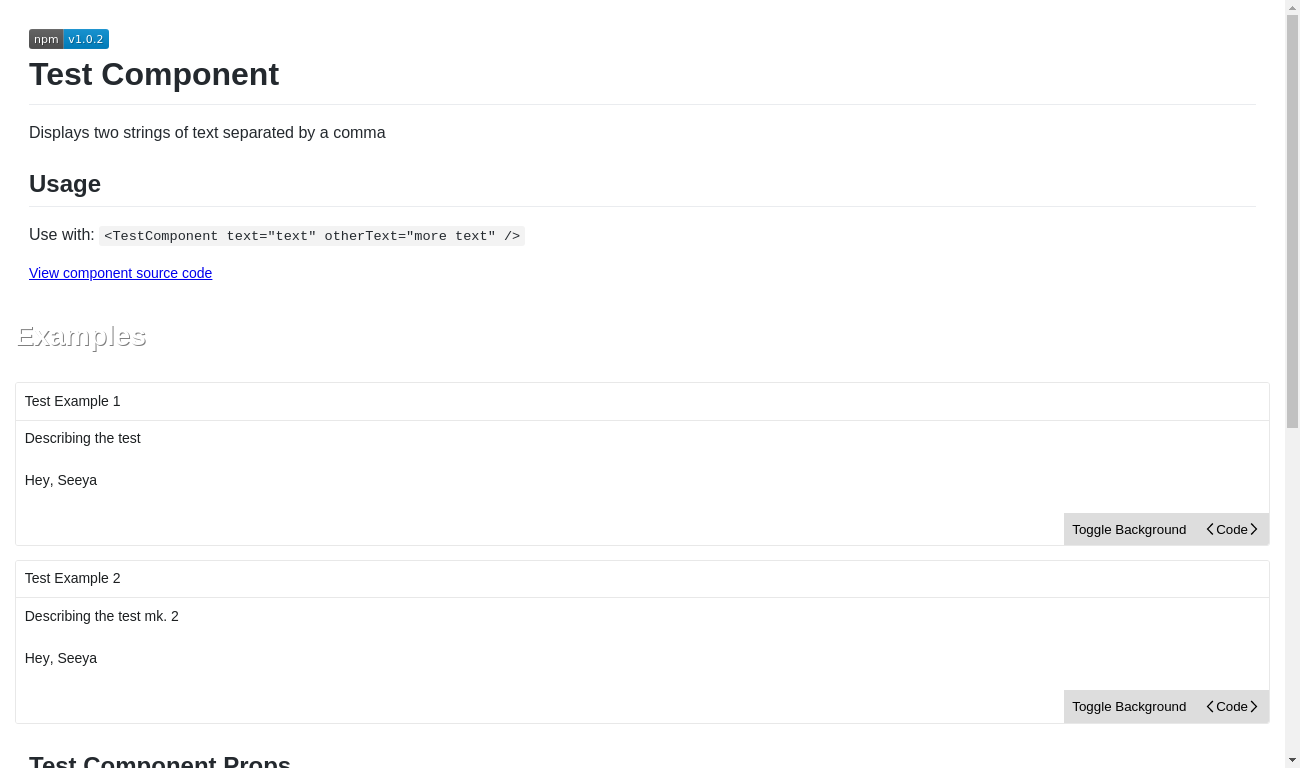 npm v1.0.2
Test Component
Displays two strings of text separated by a comma
Usage
Use with: <TestComponent text="text" otherText="more text" />
View component source code
Examples
Test Example 1
Describing the test
Hey, Seeya
Toggle Background <Code>
Test Example 2
Describing the test mk. 2
Hey, Seeya
Toggle Background <Code>
Test Component Props